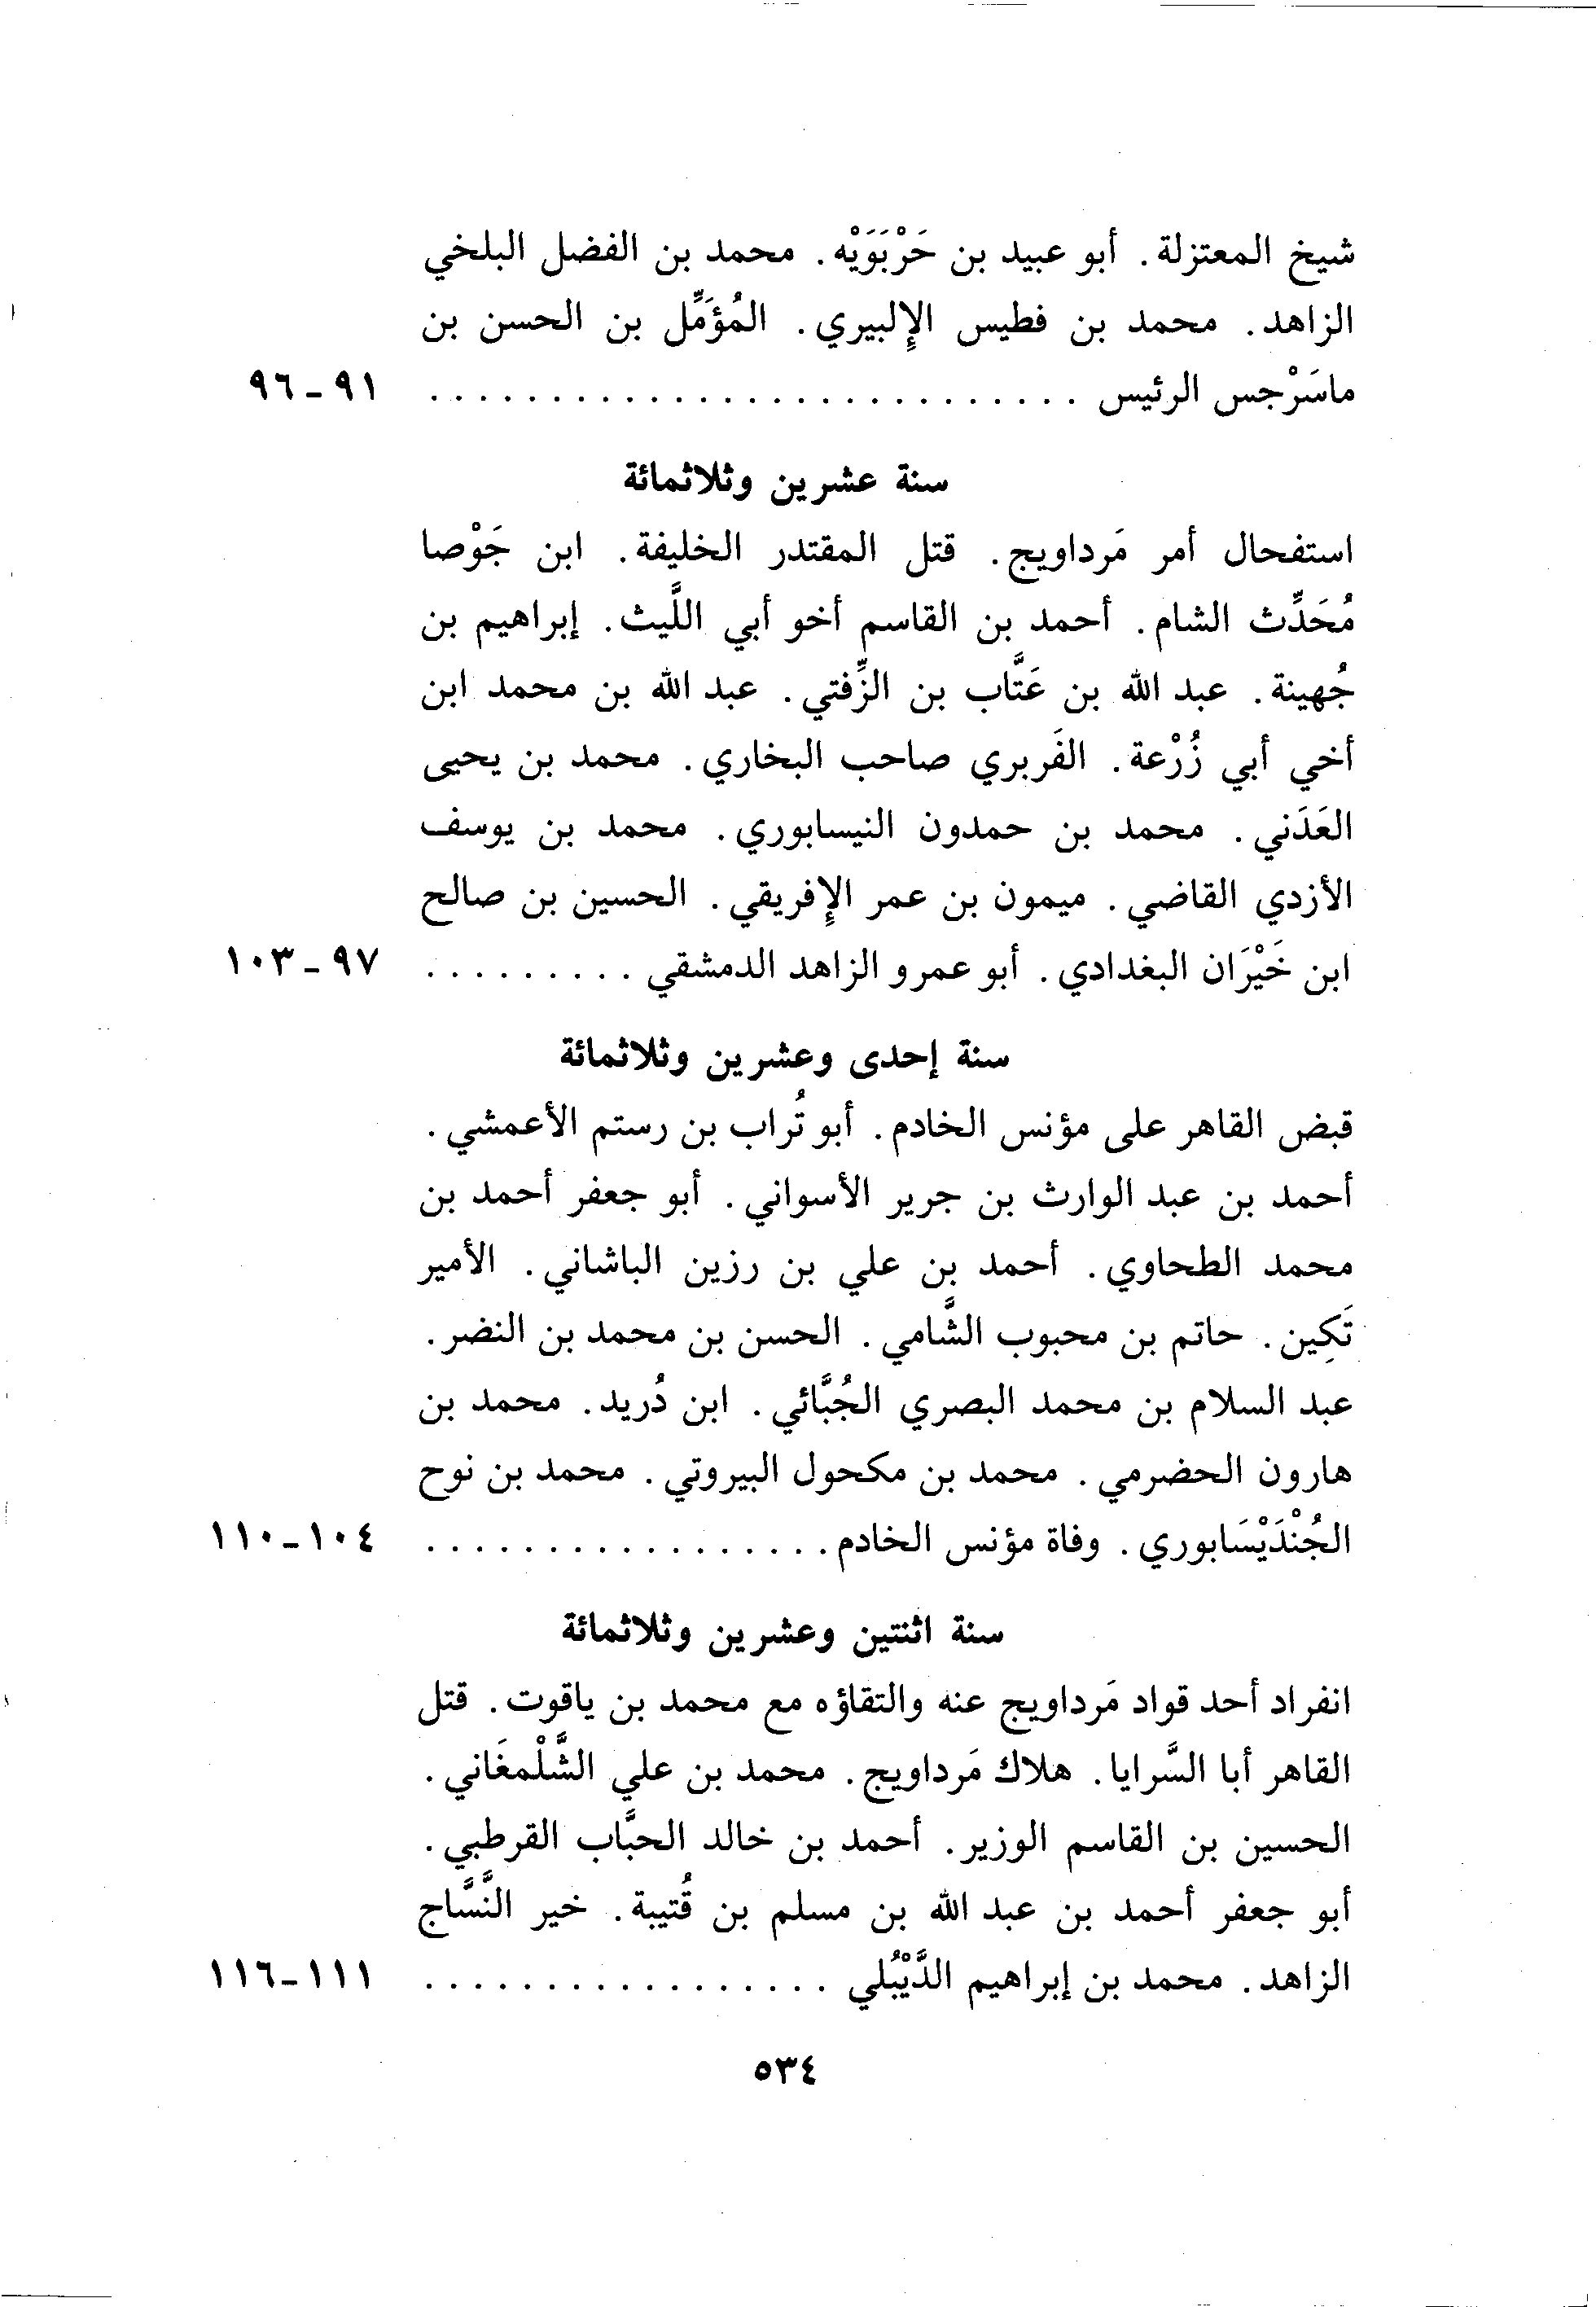 شيخ المعتزلة. أبو عبيد بن حَرْبَوَيْه. محمد بن الفضل البلخي
الزاهد. محمد بن فطيس الإلبيري. المُؤَمِّل بن الحسن بن
ماسَرْجس الرئيس . . . . . . . . . . . . . . . . . . . . . . . . . . . ٩١-٩٦
سنة عشرين وثلاثمائة
استفحال أمر مَرداويج. قتل المقتدر الخليفة. ابن جَوْصا
مُحَدِّث الشام. أحمد بن القاسم أخو أبي اللَّيث. إبراهيم بن
جُهينة. عبد الله بن عَتَّاب بن الزِّفتي. عبد الله بن محمد ابن
أخي أبي زُرْعة. الفَربري صاحب البخاري. محمد بن يحيى
العَدَني. محمد بن حمدون النيسابوري. محمد بن يوسف
الأزدي القاضي. ميمون بن عمر الإفريقي. الحسين بن صالح
ابن خَيْرَان البغدادي. أبو عمرو الزاهد الدمشقي . . . . . . . . . ٩٧-١٠٣
سنة إحدى وعشرين وثلاثمائة
قبض القاهر على مؤنس الخادم. أبو تُراب بن رستم الأعمشي.
أحمد بن عبد الوارث بن جرير الأسواني. أبو جعفر أحمد بن
محمد الطحاوي. أحمد بن علي بن رزين الباشاني. الأمير
تَكِين. حاتم بن محبوب الشَّامي. الحسن بن محمد بن النضر.
عبد السلام بن محمد البصري الجُبَّائي. ابن دُريد. محمد بن
هارون الحضرمي. محمد بن مكحول البيروتي. محمد بن نوح
الجُنْدَيْسَابوري. وفاة مؤنس الخادم. . . . . . . . . . . . . . . . . ١٠٤-١١٠
سنة اثنتين وعشرين وثلاثمائة
انفراد أحد قواد مَرداويج عنه والتقاؤه مع محمد بن ياقوت. قتل
القاهر أبا السَّرايا. هلاك مَرداويج. محمد بن علي الشَّلْمغَاني.
الحسين بن القاسم الوزير. أحمد بن خالد الحبَّاب القرطبي.
أبو جعفر أحمد بن عبد الله بن مسلم بن قُتيبة. خير النَّسَّاج
الزاهد. محمد بن إبراهيم الدَّيْبُلي . . . . . . . . . . . . . . . . . ١١١-١١٦
٥٣٤